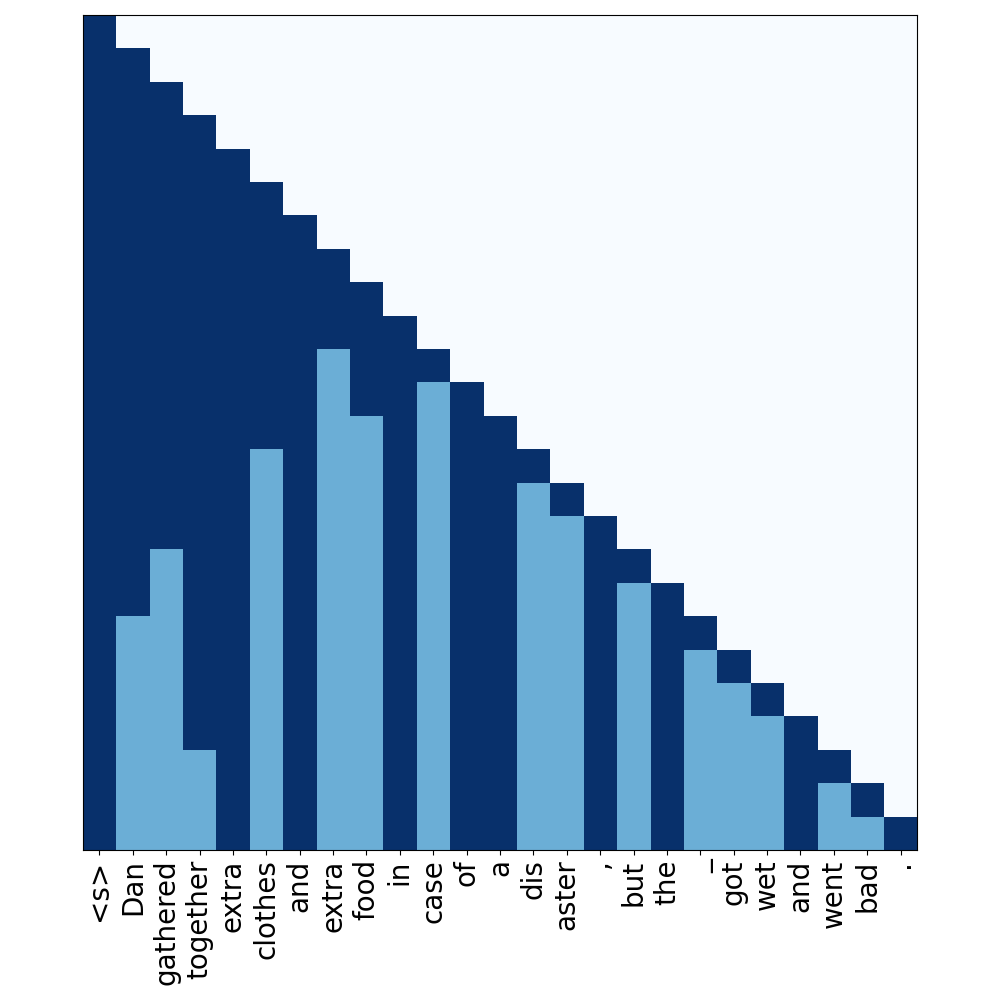 <s>
Dan
gathered
together
extra
clothes
and
extra
food
in
case
of
a
dis
aster
,
but
the
_
got
wet
and
went
bad
.